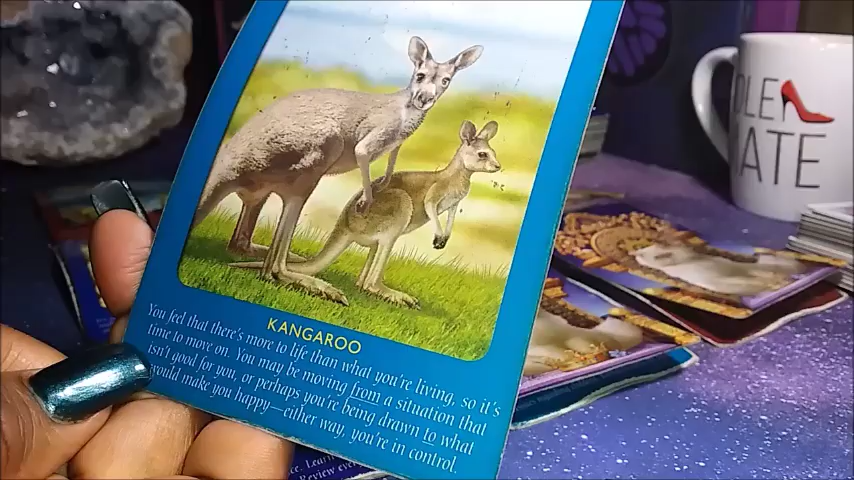 KANGAROO
You feel that there's more to life than what you're living, so it's
time to move on. You may be moving from a situation that
isn't good for you, or perhaps you're being drawn to what
would make you happy—either way, you're in control.
OLE
ATE
Learn
Review